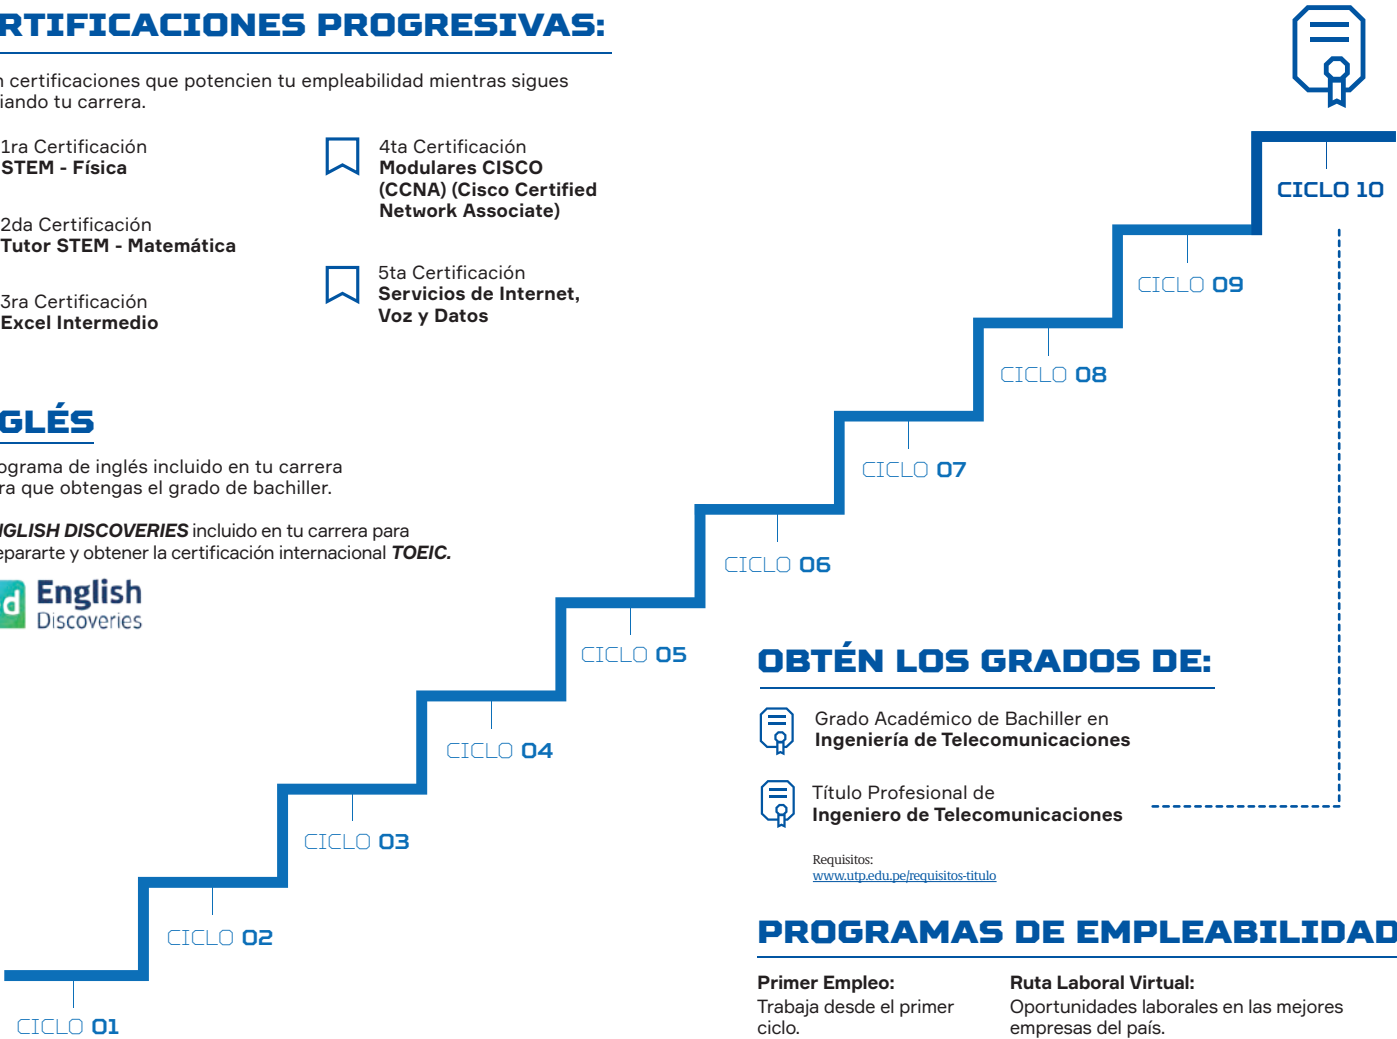 RTIFICACIONES PROGRESIVAS:
n certificaciones que potencien tu empleabilidad mientras sigues
iando tu carrera.
1ra Certificación
STEM - Física
2da Certificación
Tutor STEM - Matemática
3ra Certificación
Excel Intermedio
4ta Certificación
Modulares CISCO
(CCNA) (Cisco Certified
Network Associate)
5ta Certificación
Servicios de Internet,
Voz y Datos
GLÉS
ograma de inglés incluido en tu carrera
ra que obtengas el grado de bachiller.
NGLISH DISCOVERIES incluido en tu carrera para
epararte y obtener la certificación internacional TOEIC.
ed English
Discoveries
CICLO 10
CICLO 09
CICLO 08
CICLO 07
CICLO 06
CICLO 05
CICLO 04
CICLO 03
CICLO 02
CICLO 01
OBTÉN LOS GRADOS DE:
Grado Académico de Bachiller en
Ingeniería de Telecomunicaciones
Título Profesional de
Ingeniero de Telecomunicaciones
Requisitos:
www.utp.edu.pe/requisitos-titulo
PROGRAMAS DE EMPLEABILIDAD
Primer Empleo:
Trabaja desde el primer
ciclo.
Ruta Laboral Virtual:
Oportunidades laborales en las mejores
empresas del país.